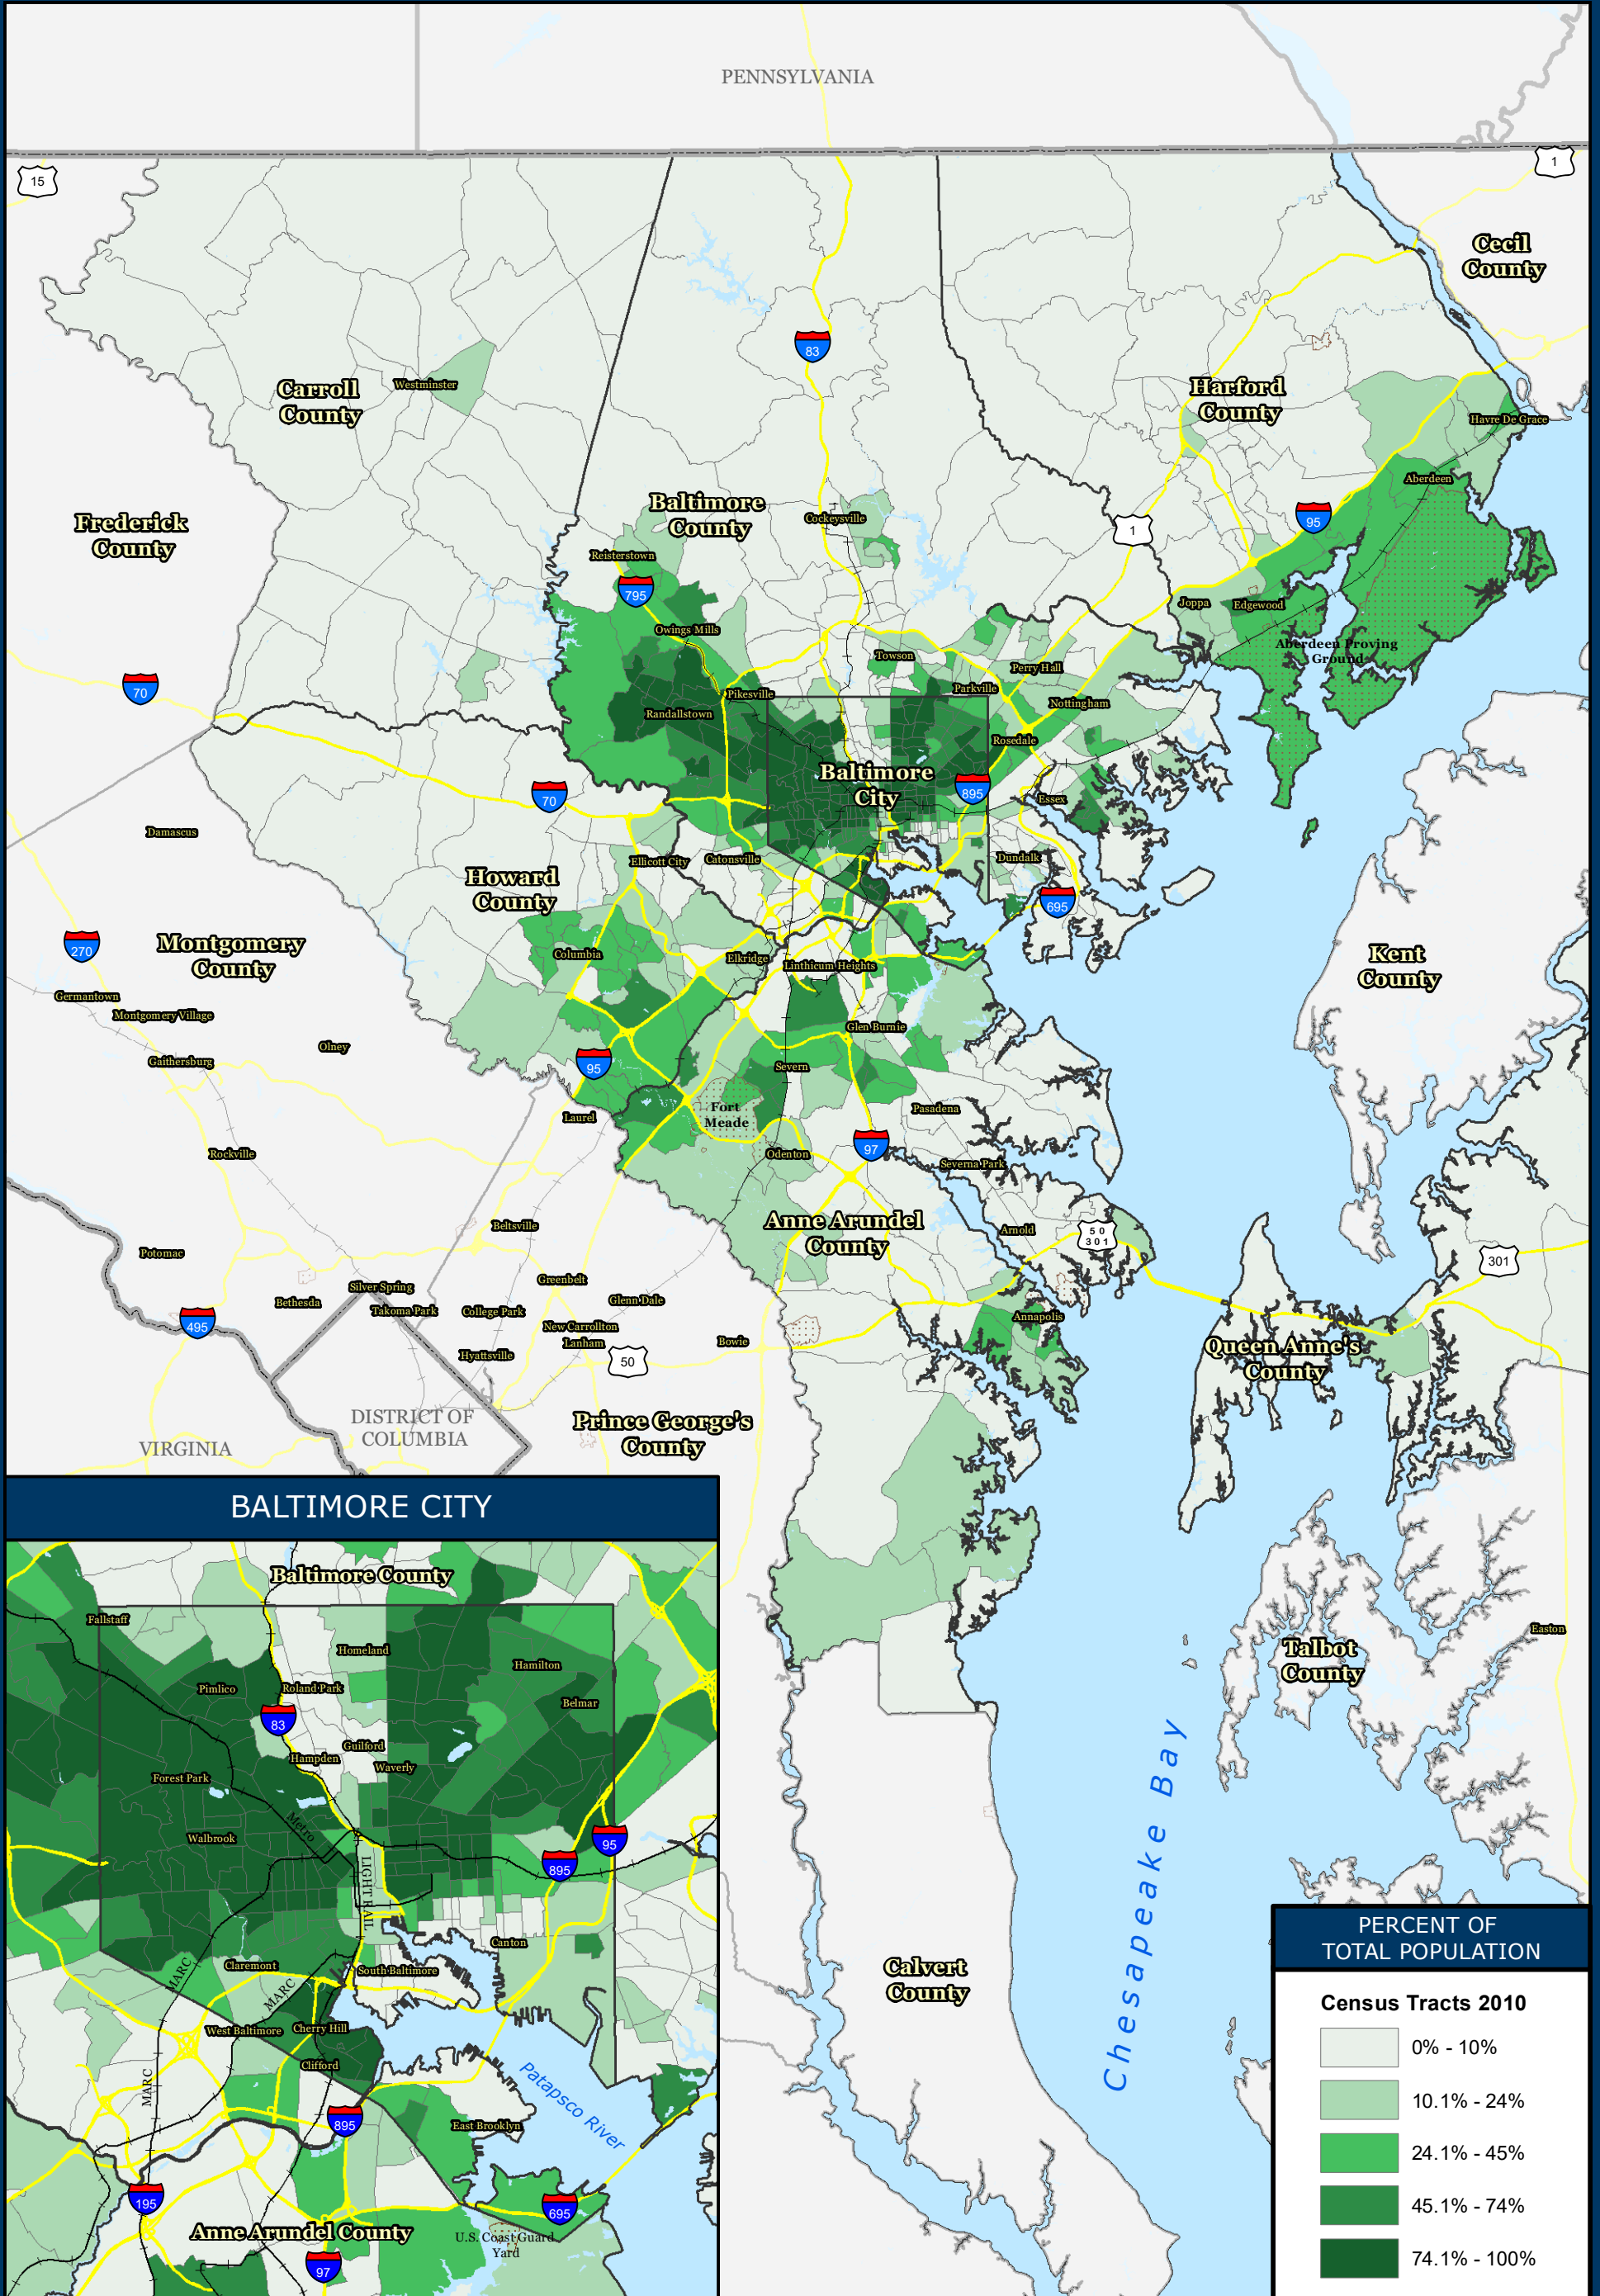 PENNSYLVANIA
15
1
Cecil
County
83
Carroll
County
Westminster
Harford
County
Havre De Grace
Aberdeen
Baltimore
County
Cockeysville
Frederick
County
95
1
Reisterstown
795
Joppa
Edgewood
Owings Mills
Aberdeen Proving
Ground
Towson
Perry Hall
70
Pikesville
Parkville
Nottingham
Randallstown
Rosedale
Baltimore
City
895
70
Essex
Damascus
Ellicott City
Catonsville
Dundalk
Howard
County
695
270
Montgomery
County
Columbia
Elkridge
Linthicum Heights
Kent
County
Germantown
Montgomery Village
Glen Burnie
Olney
Gaithersburg
95
Severn
Fort
Meade
Laurel
Pasadena
97
Rockville
Odenton
Severna Park
Beltsville
Anne Arundel
County
Arnold
50
301
Potomac
301
Silver Spring
Greenbelt
Bethesda
Takoma Park
College Park
Glenn Dale
495
New Carrollton
Annapolis
Lanham
Bowie
Hyattsville
50
Queen Anne's
County
DISTRICT OF
COLUMBIA
VIRGINIA
Prince George's
County
BALTIMORE CITY
Baltimore County
Fallstaff
Homeland
Hamilton
Pimlico
Roland Park
Belmar
83
Guilford
Hampden
Waverly
Forest Park
Metro
Walbrook
95
895
LIGHT RAIL
Canton
Claremont
South Baltimore
MARC
MARC
West Baltimore
Cherry Hill
Clifford
MARC
Patapsco River
895
East Brooklyn
195
695
Anne Arundel County
U.S. Coast Guard
Yard
97
Easton
Talbot
County
Chesapeake Bay
Calvert
County
PERCENT OF
TOTAL POPULATION
Census Tracts 2010
0% - 10%
10.1% - 24%
24.1% - 45%
45.1% - 74%
74.1% - 100%